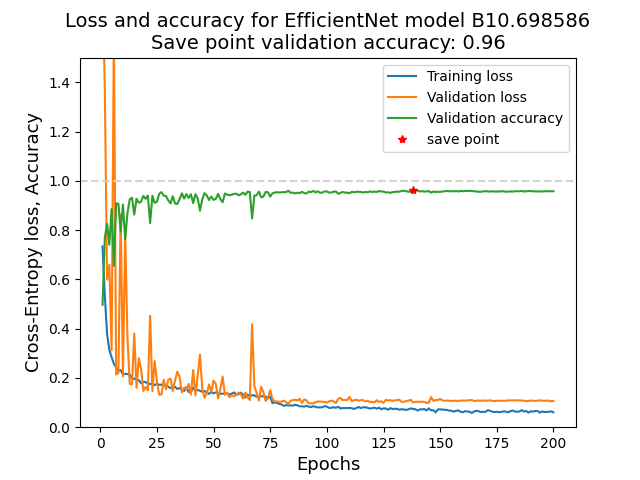 Loss and accuracy for EfficientNet model B10.698586
Save point validation accuracy: 0.96
Training loss
Validation loss
Validation accuracy
save point
Cross-Entropy loss, Accuracy
1.4
1.2
1.0
0.8
0.6
0.4
0.2
0.0
0 25 50 75 100 125 150 175 200
Epochs